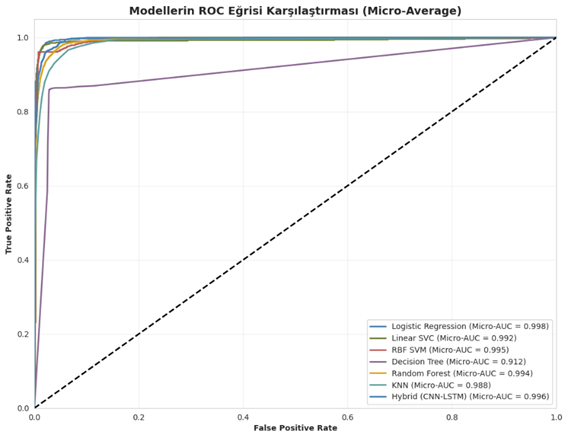 Modellerin ROC Eğrisi Karşılaştırması (Micro-Average)
True Positive Rate
1.0
0.8
0.6
0.4
0.2
0.0
0.0
0.2
0.4
0.6
0.8
1.0
False Positive Rate
Logistic Regression (Micro-AUC = 0.998)
Linear SVC (Micro-AUC = 0.992)
RBF SVM (Micro-AUC = 0.995)
Decision Tree (Micro-AUC = 0.912)
Random Forest (Micro-AUC = 0.994)
KNN (Micro-AUC = 0.988)
Hybrid (CNN-LSTM) (Micro-AUC = 0.996)